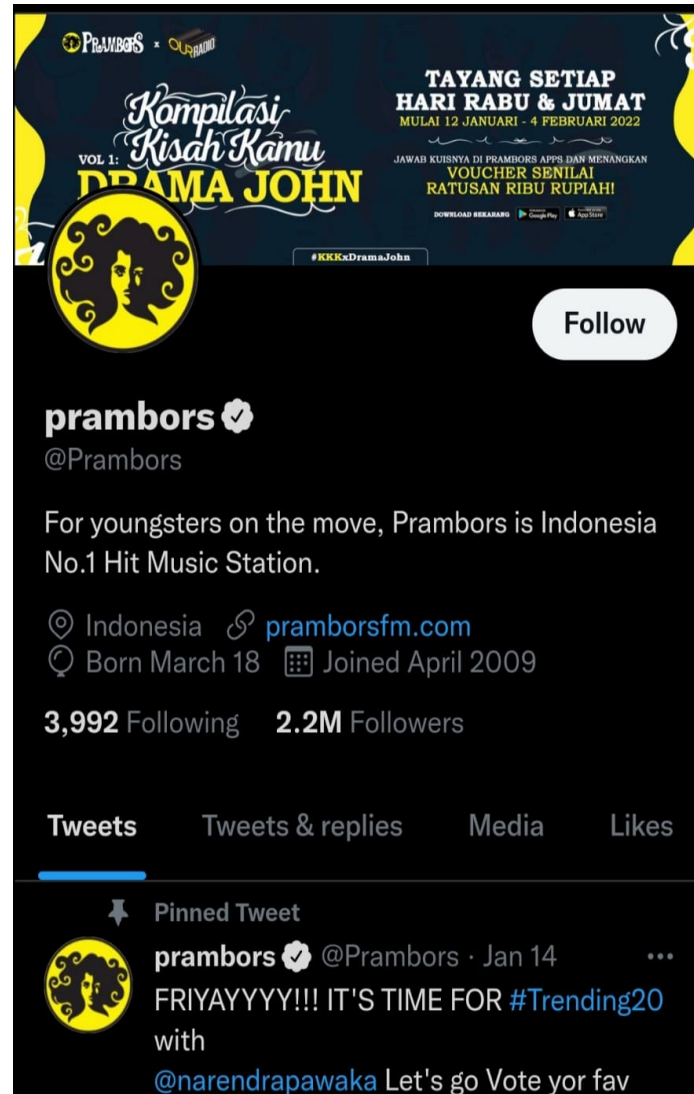 PRAMBORS x OUR RADIO
Kompilasi
Kisah Kamu
VOL 1:
DRAMA JOHN
TAYANG SETIAP
HARI RABU & JUMAT
MULAI 12 JANUARI - 4 FEBRUARI 2022
JAWAB KUISNYA DI PRAMBORS APPS DAN MENANGKAN
VOUCHER SENILAI
RATUSAN RIBU RUPIAH!
DOWNLOAD SEKARANG Google Play App Store
#KKKxDramaJohn
Follow
prambors
@Prambors
For youngsters on the move, Prambors is Indonesia
No.1 Hit Music Station.
Indonesia pramborsfm.com
Born March 18 Joined April 2009
3,992 Following 2.2M Followers
Tweets Tweets & replies Media Likes
Pinned Tweet
prambors @Prambors · Jan 14 ...
FRIYAYYYY!!! IT'S TIME FOR #Trending20
with
@narendrapawaka Let's go Vote yor fav